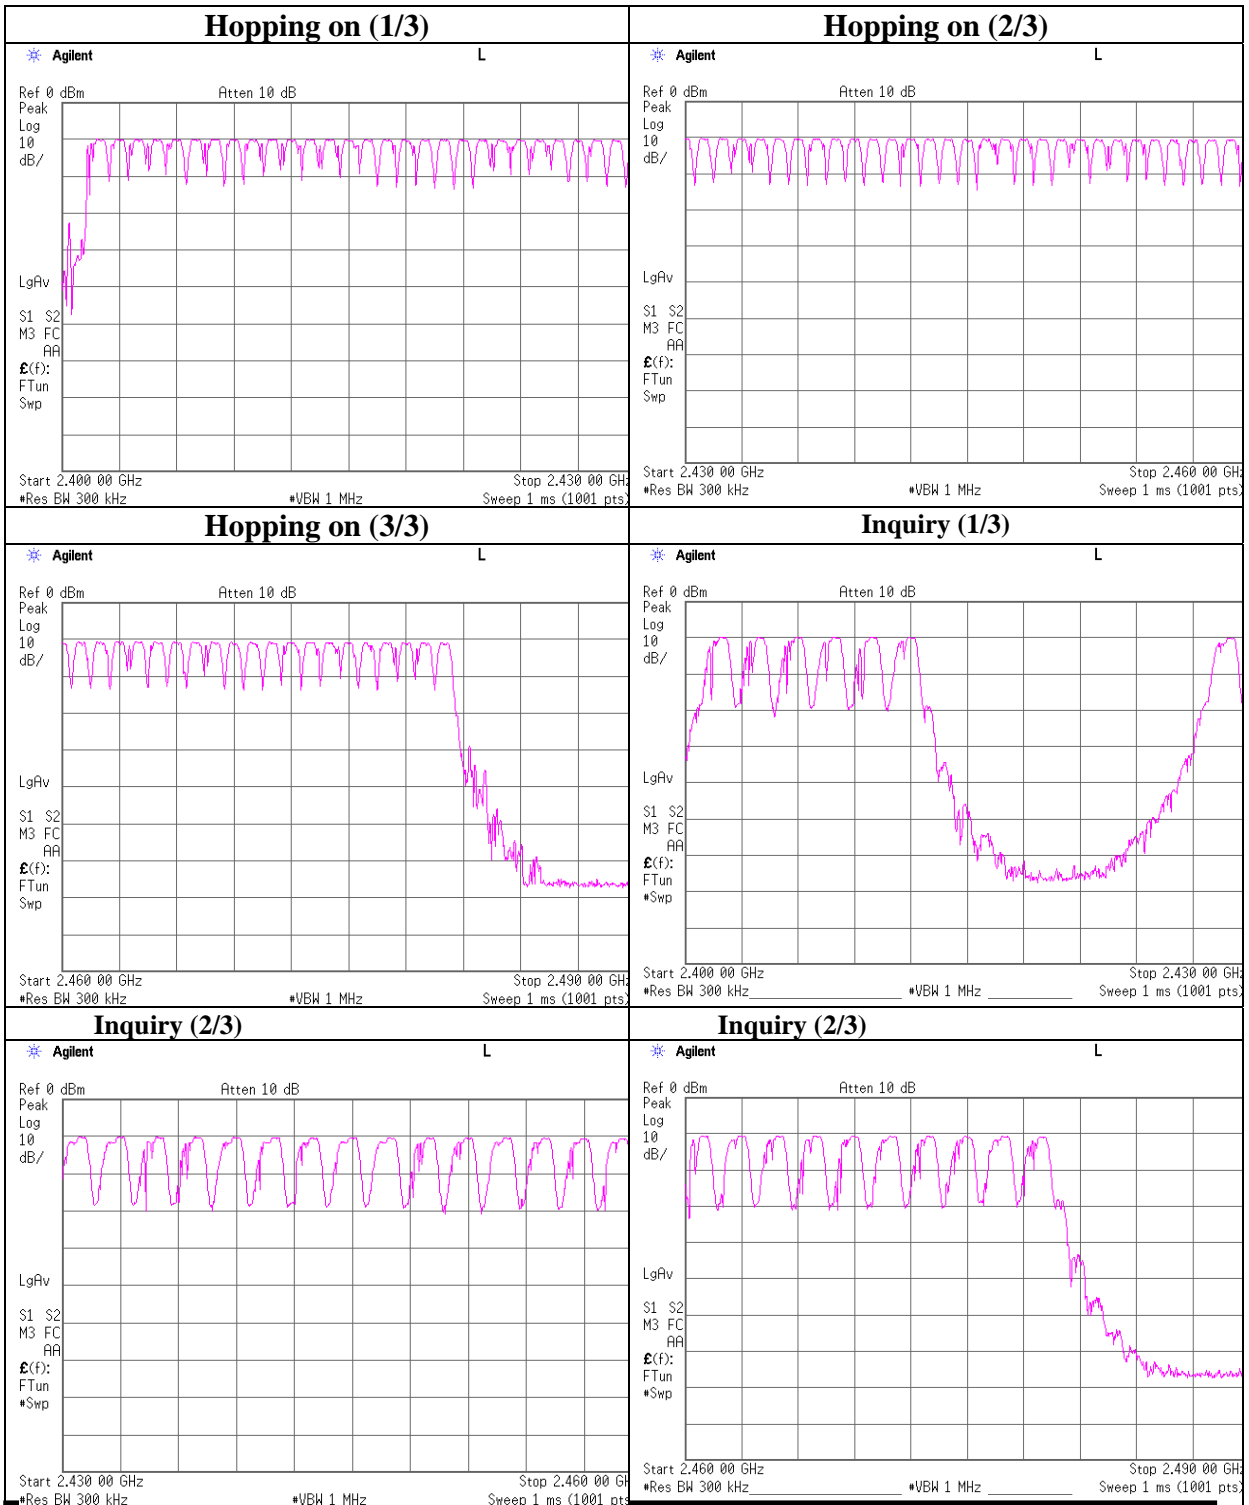 Hopping on (1/3)
Agilent
L
Ref 0 dBm
Atten 10 dB
Peak
Log
10
dB/
LgAv
S1 S2
M3 FC
AA
£(f):
FTun
Swp
Start 2.400 00 GHz
Stop 2.430 00 GHz
#Res BW 300 kHz
#VBW 1 MHz
Sweep 1 ms (1001 pts)
Hopping on (2/3)
Agilent
L
Ref 0 dBm
Atten 10 dB
Peak
Log
10
dB/
LgAv
S1 S2
M3 FC
AA
£(f):
FTun
Swp
Start 2.430 00 GHz
Stop 2.460 00 GHz
#Res BW 300 kHz
#VBW 1 MHz
Sweep 1 ms (1001 pts)
Hopping on (3/3)
Agilent
L
Ref 0 dBm
Atten 10 dB
Peak
Log
10
dB/
LgAv
S1 S2
M3 FC
AA
£(f):
FTun
Swp
Start 2.460 00 GHz
Stop 2.490 00 GHz
#Res BW 300 kHz
#VBW 1 MHz
Sweep 1 ms (1001 pts)
Inquiry (1/3)
Agilent
L
Ref 0 dBm
Atten 10 dB
Peak
Log
10
dB/
LgAv
S1 S2
M3 FC
AA
£(f):
FTun
#Swp
Start 2.400 00 GHz
Stop 2.430 00 GHz
#Res BW 300 kHz
#VBW 1 MHz
Sweep 1 ms (1001 pts)
Inquiry (2/3)
Agilent
L
Ref 0 dBm
Atten 10 dB
Peak
Log
10
dB/
LgAv
S1 S2
M3 FC
AA
£(f):
FTun
#Swp
Start 2.430 00 GHz
Stop 2.460 00 GH
#Res BW 300 kHz
#VBW 1 MHz
Sweep 1 ms (1001 pts
Inquiry (2/3)
Agilent
L
Ref 0 dBm
Atten 10 dB
Peak
Log
10
dB/
LgAv
S1 S2
M3 FC
AA
£(f):
FTun
#Swp
Start 2.460 00 GHz
Stop 2.490 00 GHz
#Res BW 300 kHz
#VBW 1 MHz
Sweep 1 ms (1001 pts)